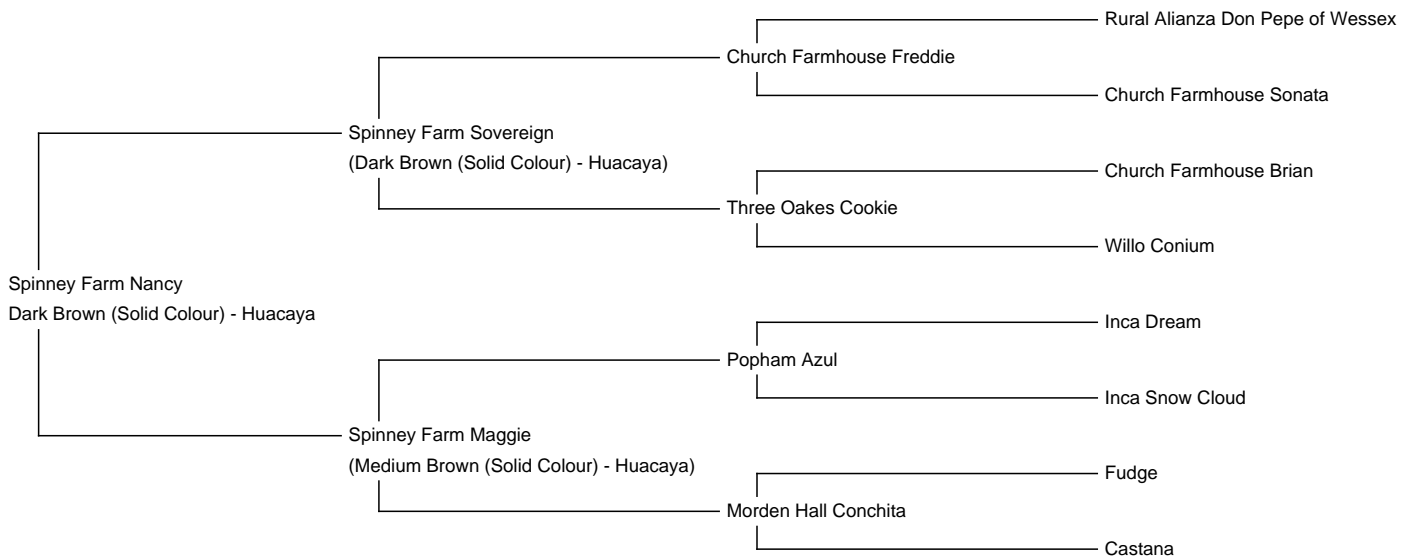 Rural Alianza Don Pepe of Wessex
Church Farmhouse Freddie
Church Farmhouse Sonata
Spinney Farm Sovereign
(Dark Brown (Solid Colour) - Huacaya)
Church Farmhouse Brian
Three Oakes Cookie
Willo Conium
Spinney Farm Nancy
Dark Brown (Solid Colour) - Huacaya
Inca Dream
Popham Azul
Inca Snow Cloud
Spinney Farm Maggie
(Medium Brown (Solid Colour) - Huacaya)
Fudge
Morden Hall Conchita
Castana